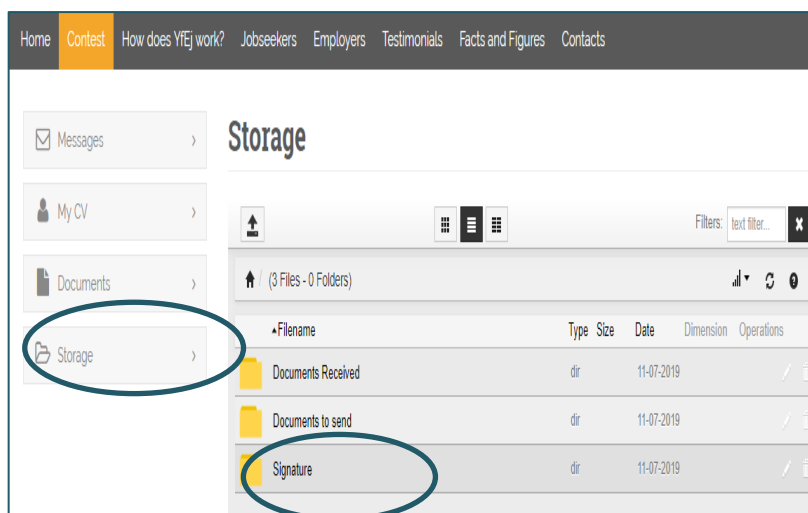 Home Contest How does YfEj work? Jobseekers Employers Testimonials Facts and Figures Contacts
Messages
My CV
Documents
Storage
Storage
Filters: text filter...
(3 Files - 0 Folders)
Filename Type Size Date Dimension Operations
Documents Received dir 11-07-2019
Documents to send dir 11-07-2019
Signature dir 11-07-2019